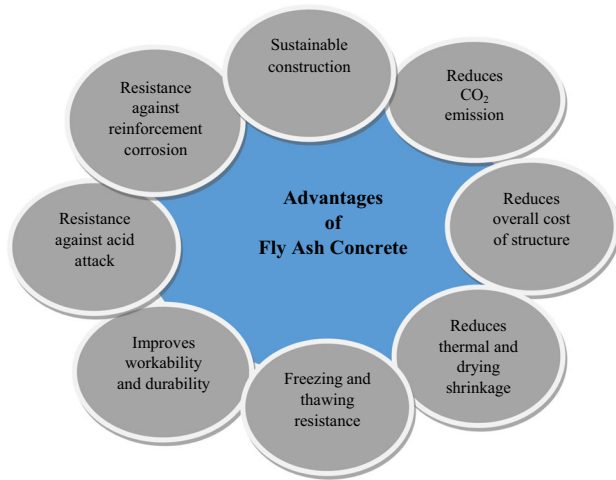 Sustainable
construction
Reduces
CO₂
emission
Reduces
overall cost
of structure
Reduces
thermal and
drying
shrinkage
Freezing and
thawing
resistance
Improves
workability
and durability
Resistance
against acid
attack
Resistance
against
reinforcement
corrosion
Advantages
of
Fly Ash Concrete